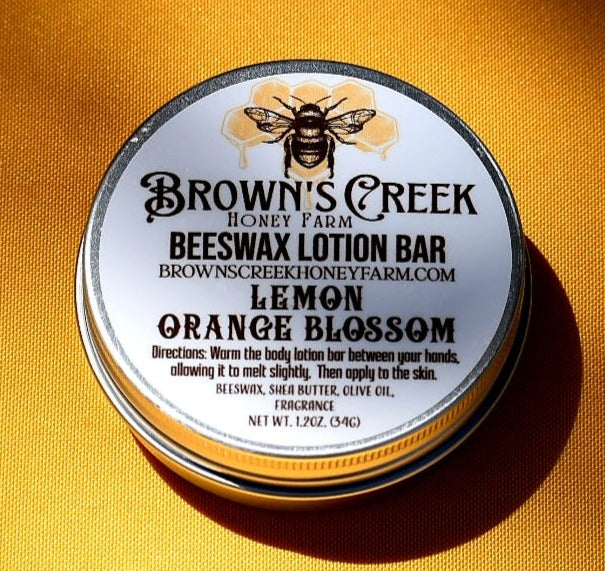 BROWN'S CREEK
HONEY FARM
BEESWAX LOTION BAR
BROWNSCREEKHONEYFARM.COM
LEMON
ORANGE BLOSSOM
Directions: Warm the body lotion bar between your hands,
allowing it to melt slightly. Then apply to the skin.
BEESWAX, SHEA BUTTER, OLIVE OIL,
FRAGRANCE
NET WT. 1.2OZ. (34G)